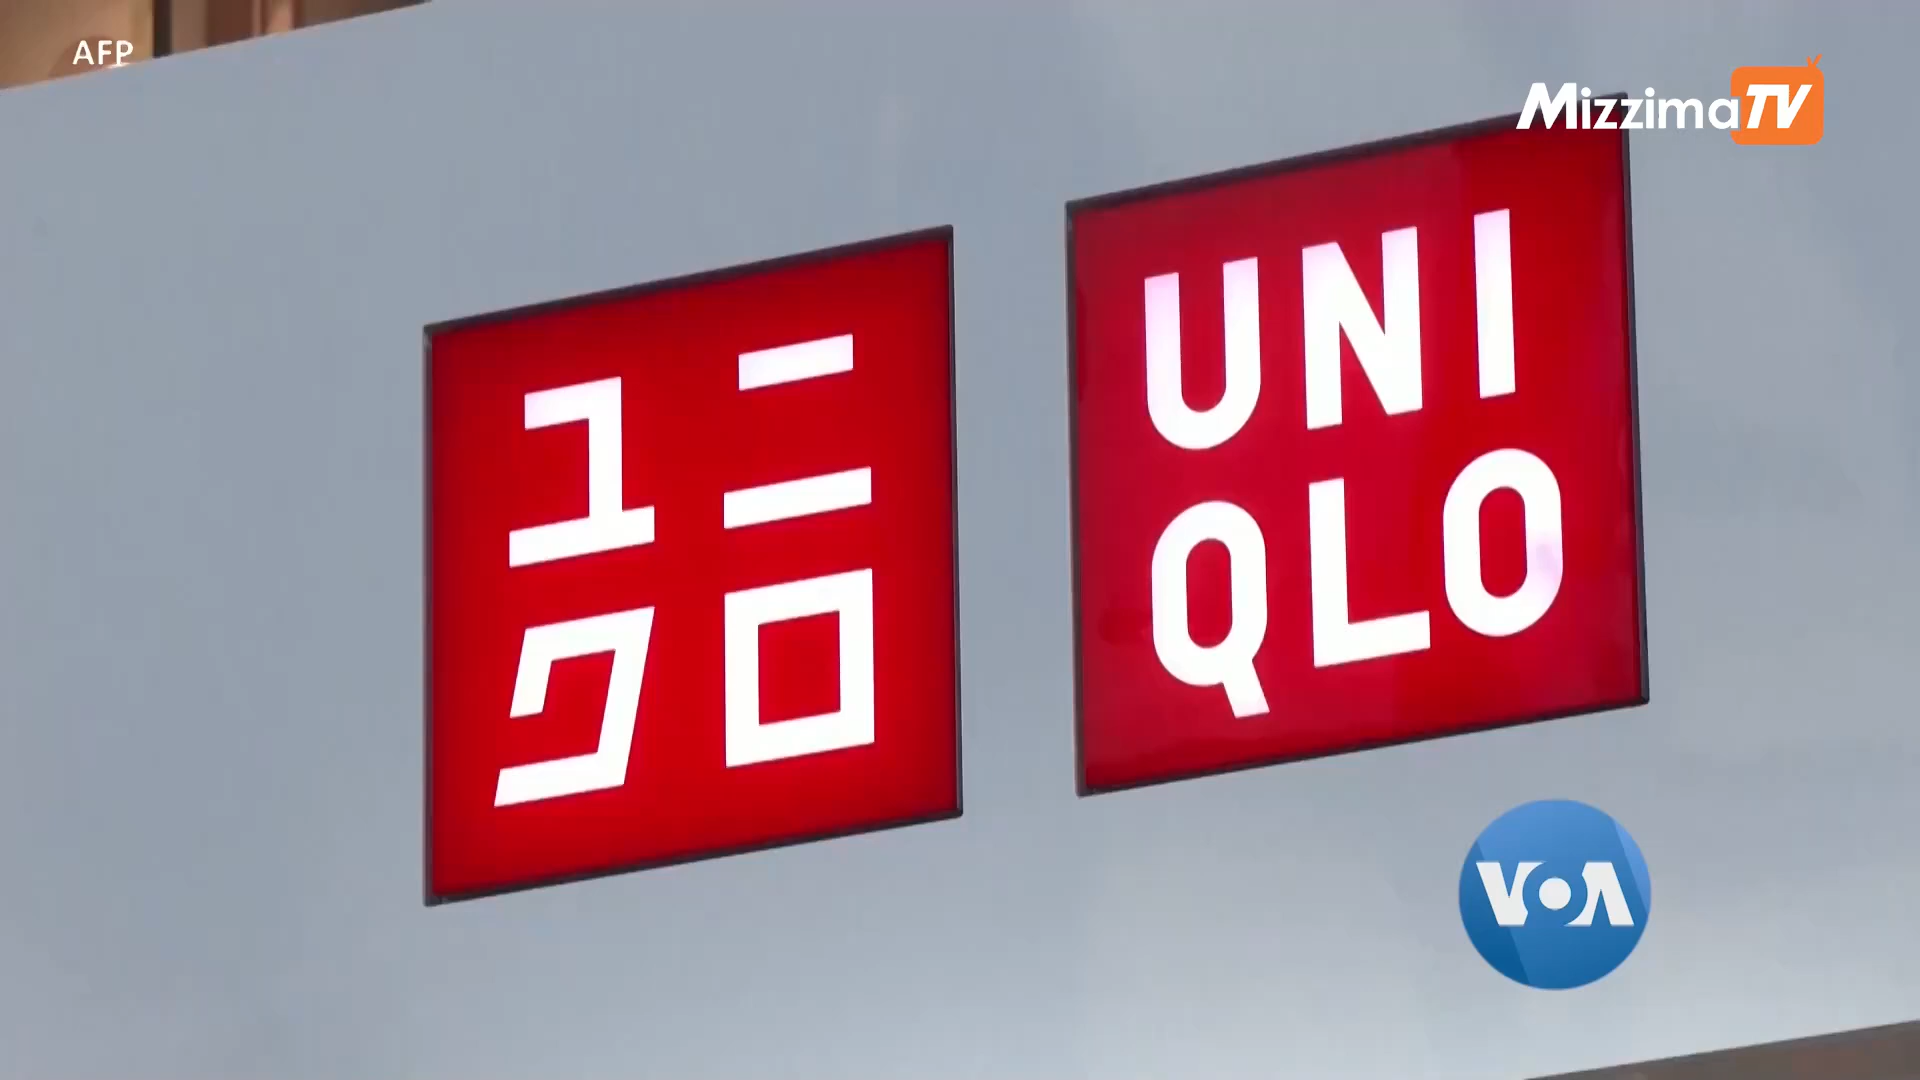 AFP
MizzimaTV
ユニ
クロ
UNI
QLO
VOA